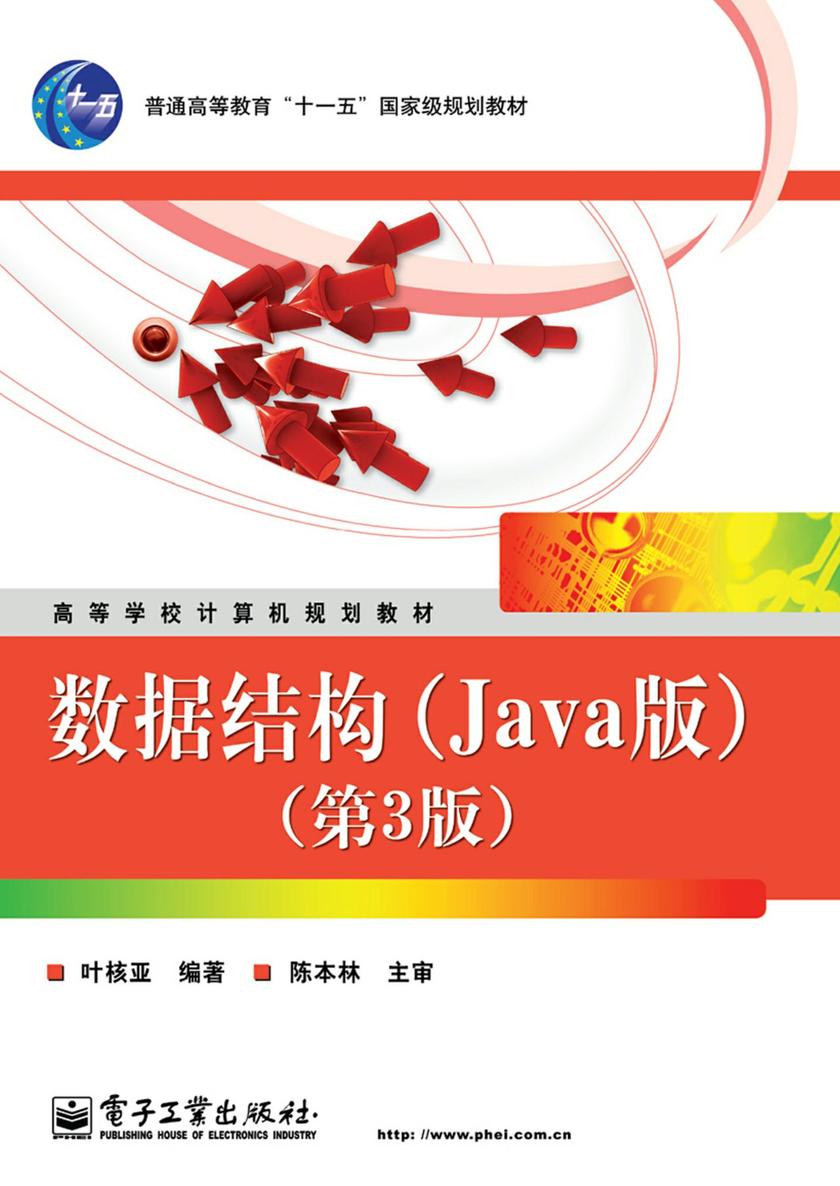 十一五
普通高等教育“十一五”国家级规划教材
高等学校计算机规划教材
数据结构(Java版)
(第3版)
叶核亚 编著 陈本林 主审
電子工業出版社·
PUBLISHING HOUSE OF ELECTRONICS INDUSTRY
http: //www.phei.com.cn